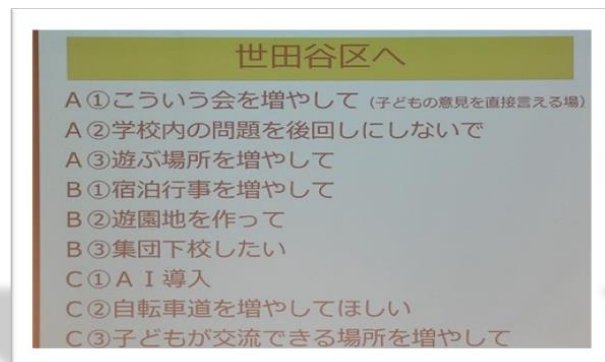 世田谷区へ
A①こういう会を増やして（子どもの意見を直接言える場）
A②学校内の問題を後回しにしないで
A③遊ぶ場所を増やして
B①宿泊行事を増やして
B②遊園地を作って
B③集団下校したい
C①AI導入
C②自転車道を増やしてほしい
C③子どもが交流できる場所を増やして